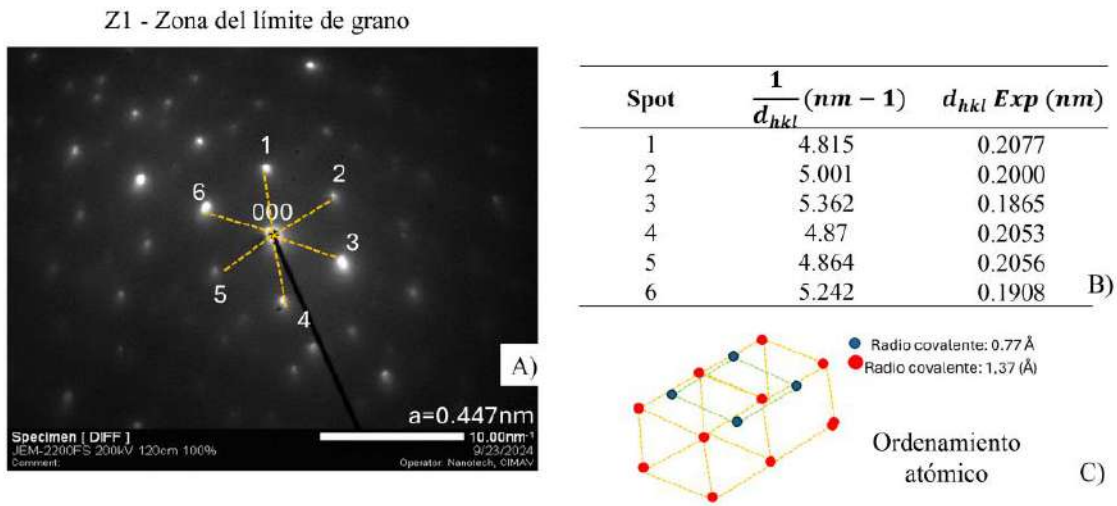 Z1 - Zona del límite de grano
1
2
6
000
3
5
4
A)
a=0.447nm
Specimen [ DIFF ]
10.00nm-1
JEM-2200FS 200kV 120cm 100%
9/23/2024
Comment:
Operator: Nanotech, CIMAV
Spot 1/dhkl (nm − 1) dhkl Exp (nm)
1 4.815 0.2077
2 5.001 0.2000
3 5.362 0.1865
4 4.87 0.2053
5 4.864 0.2056
6 5.242 0.1908
B)
Radio covalente: 0.77 Å
Radio covalente: 1,37 (Å)
Ordenamiento
atómico
C)